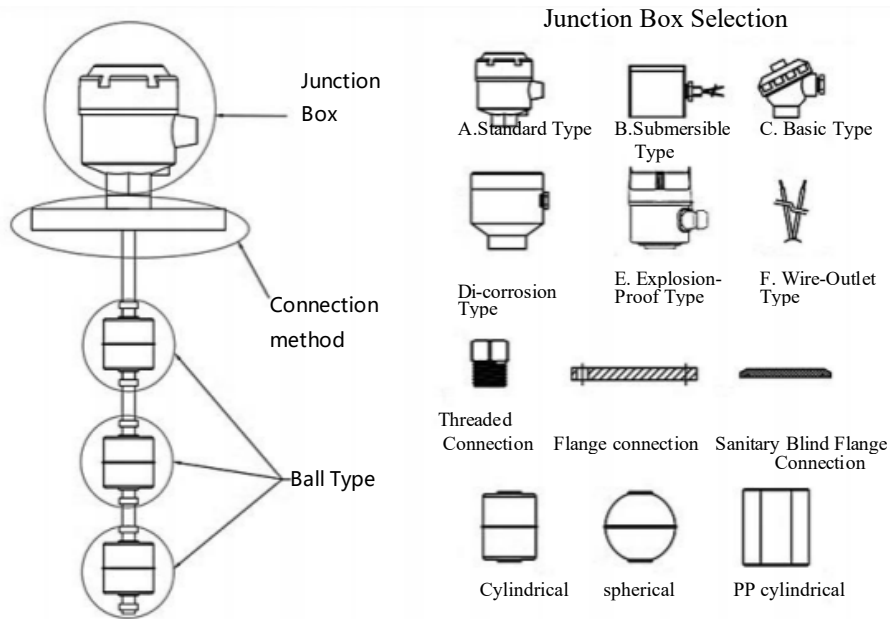 Junction Box Selection
Junction
Box
A.Standard Type
B.Submersible
Type
C. Basic Type
Connection
method
Di-corrosion
Type
E. Explosion-
Proof Type
F. Wire-Outlet
Type
Threaded
Connection
Flange connection
Sanitary Blind Flange
Connection
Ball Type
Cylindrical
spherical
PP cylindrical